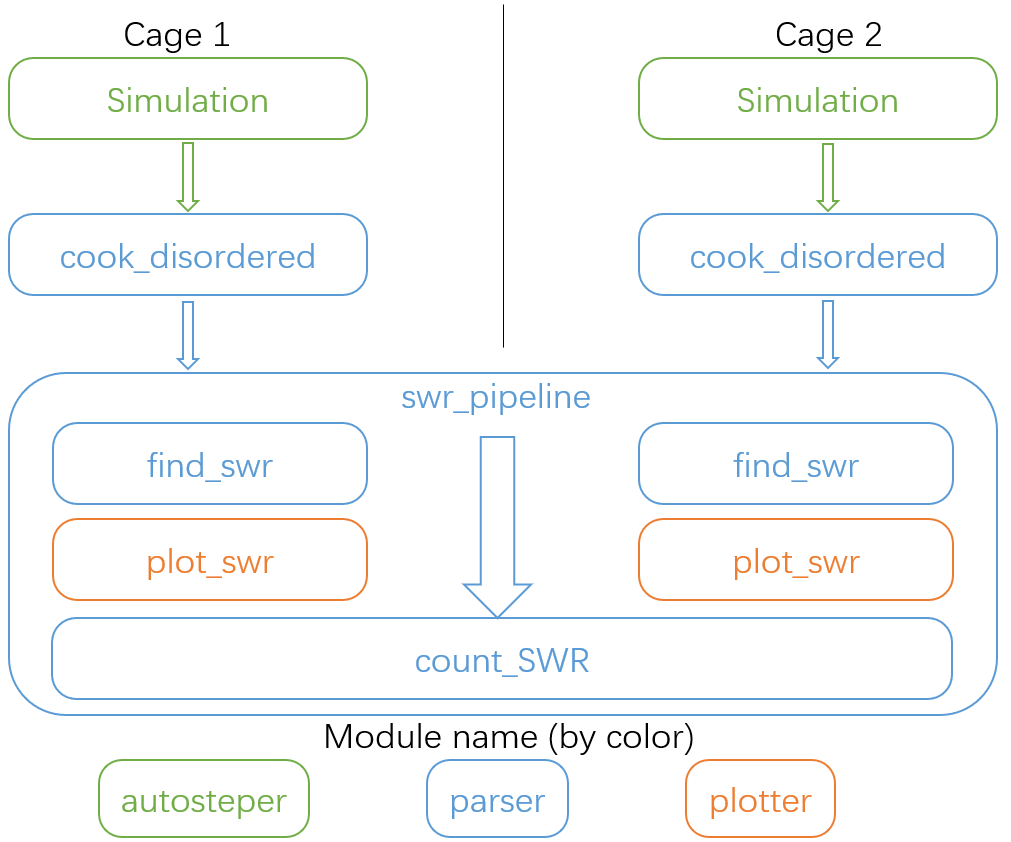 Cage 1
Cage 2
Simulation
Simulation
cook_disordered
cook_disordered
swr_pipeline
find_swr
find_swr
plot_swr
plot_swr
count_SWR
Module name (by color)
autosteper
parser
plotter